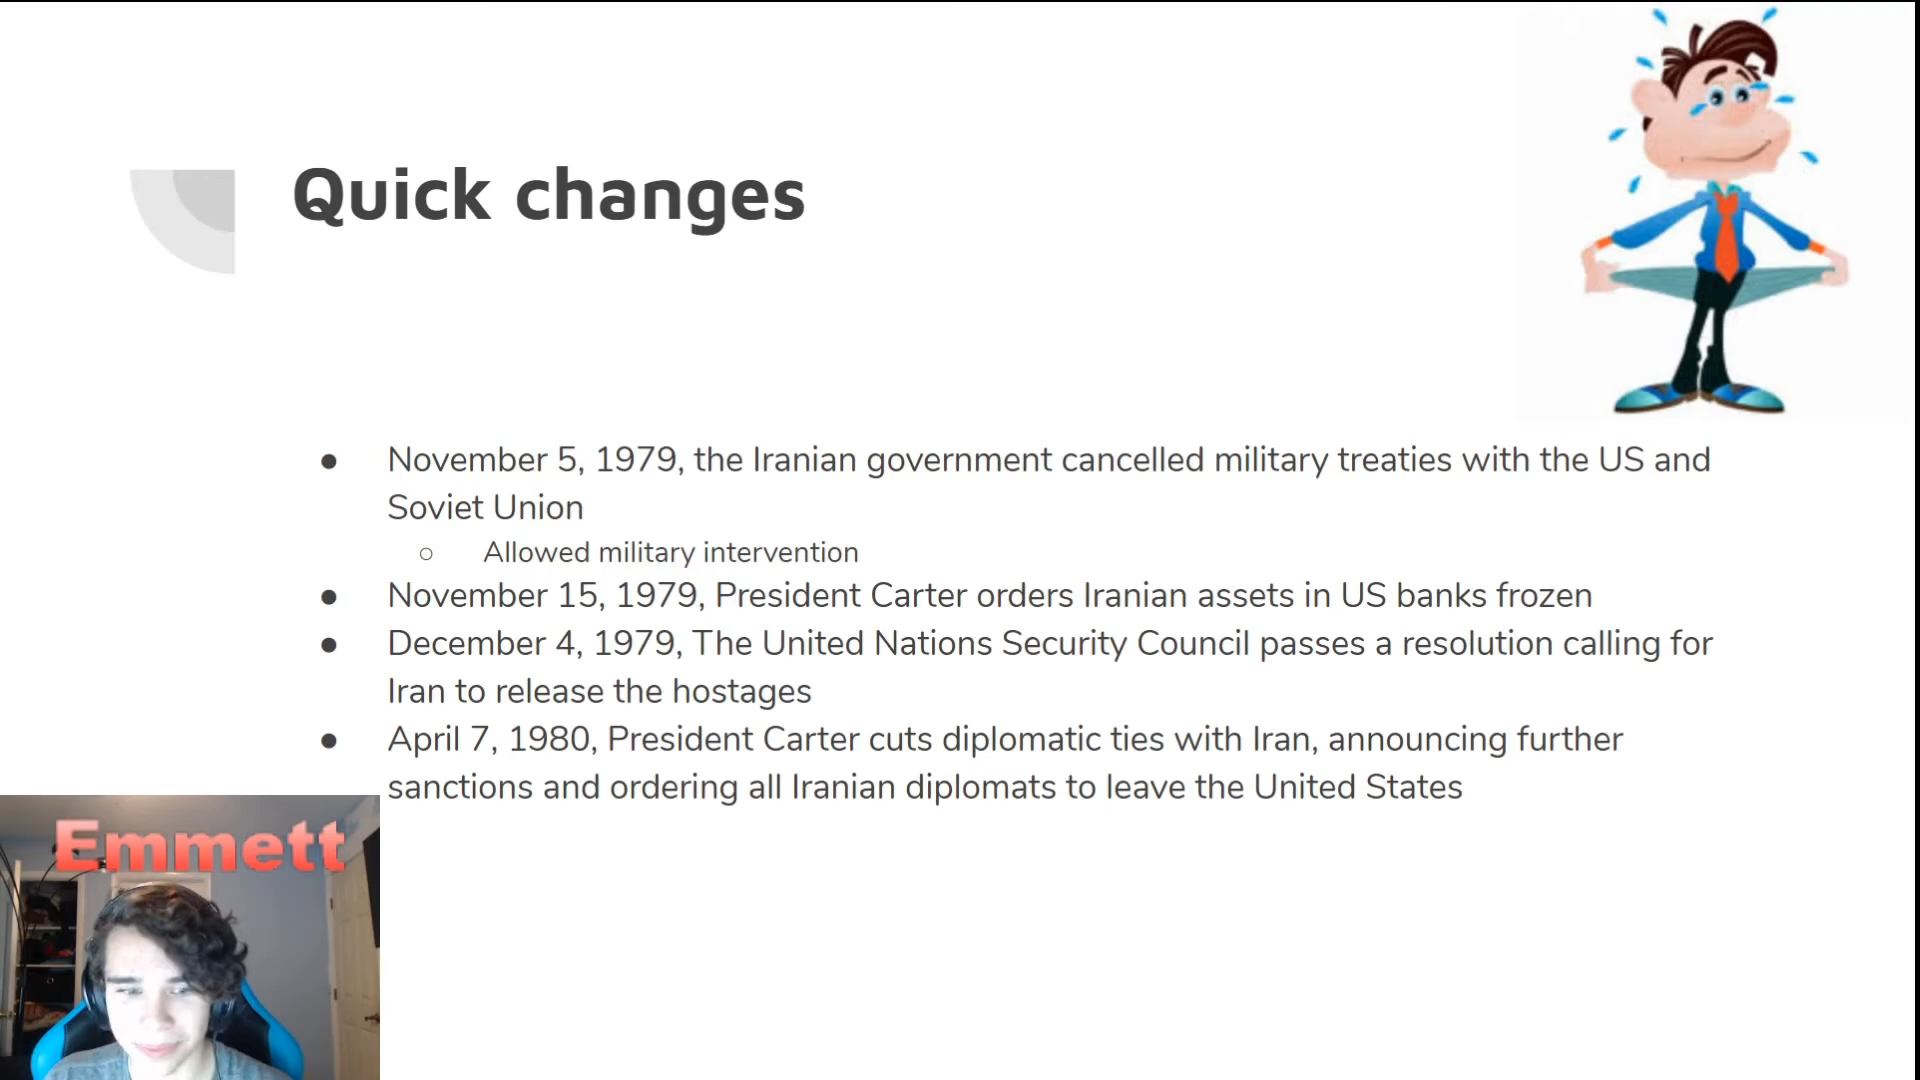 Quick changes
● November 5, 1979, the Iranian government cancelled military treaties with the US and
Soviet Union
○ Allowed military intervention
● November 15, 1979, President Carter orders Iranian assets in US banks frozen
● December 4, 1979, The United Nations Security Council passes a resolution calling for
Iran to release the hostages
● April 7, 1980, President Carter cuts diplomatic ties with Iran, announcing further
sanctions and ordering all Iranian diplomats to leave the United States
Emmett